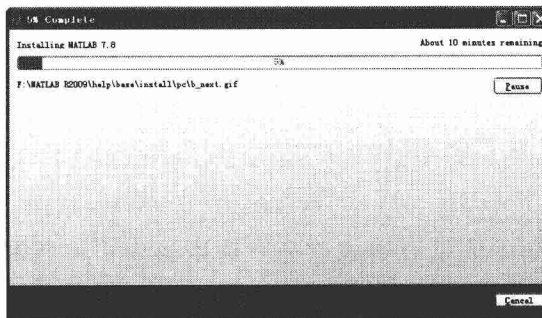 5% Complete
Installing MATLAB 7.8
About 10 minutes remaining
5%
F:\MATLAB R2009\help\base\install\pc\b_next.gif
Pause
Cancel